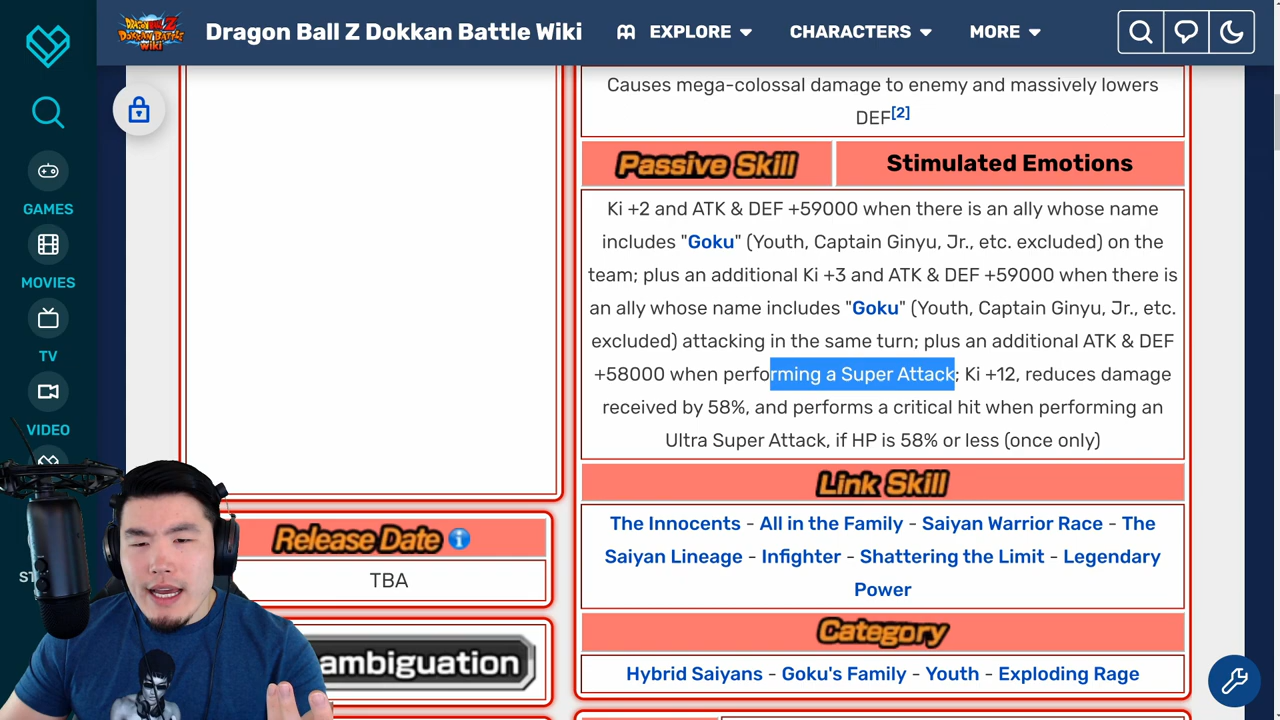 DRAGON BALL Z
DOKKAN BATTLE
WIKI
Dragon Ball Z Dokkan Battle Wiki
EXPLORE
CHARACTERS
MORE
GAMES
MOVIES
TV
VIDEO
ST
Causes mega-colossal damage to enemy and massively lowers
DEF[2]
Passive Skill
Stimulated Emotions
Ki +2 and ATK & DEF +59000 when there is an ally whose name
includes "Goku" (Youth, Captain Ginyu, Jr., etc. excluded) on the
team; plus an additional Ki +3 and ATK & DEF +59000 when there is
an ally whose name includes "Goku" (Youth, Captain Ginyu, Jr., etc.
excluded) attacking in the same turn; plus an additional ATK & DEF
+58000 when performing a Super Attack; Ki +12, reduces damage
received by 58%, and performs a critical hit when performing an
Ultra Super Attack, if HP is 58% or less (once only)
Link Skill
The Innocents - All in the Family - Saiyan Warrior Race - The
Saiyan Lineage - Infighter - Shattering the Limit - Legendary
Power
Category
Hybrid Saiyans - Goku's Family - Youth - Exploding Rage
Release Date
TBA
ambiguation